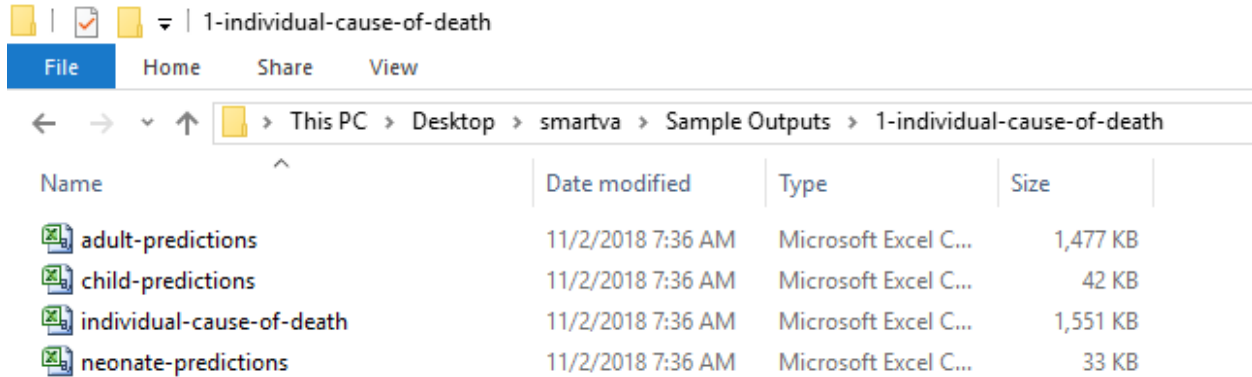 1-individual-cause-of-death
File Home Share View
This PC > Desktop > smartva > Sample Outputs > 1-individual-cause-of-death
Name Date modified Type Size
adult-predictions 11/2/2018 7:36 AM Microsoft Excel C... 1,477 KB
child-predictions 11/2/2018 7:36 AM Microsoft Excel C... 42 KB
individual-cause-of-death 11/2/2018 7:36 AM Microsoft Excel C... 1,551 KB
neonate-predictions 11/2/2018 7:36 AM Microsoft Excel C... 33 KB